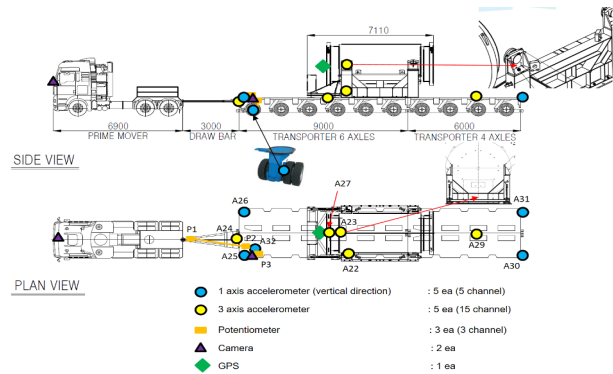 7110
6900
3000
9000
6000
PRIME MOVER
DRAW BAR
TRANSPORTER 6 AXLES
TRANSPORTER 4 AXLES
SIDE VIEW
A27
A26
A31
P1
A24
A23
P2
A32
A29
A25
P3
A22
A30
PLAN VIEW
1 axis accelerometer (vertical direction) : 5 ea (5 channel)
3 axis accelerometer : 5 ea (15 channel)
Potentiometer : 3 ea (3 channel)
Camera : 2 ea
GPS : 1 ea